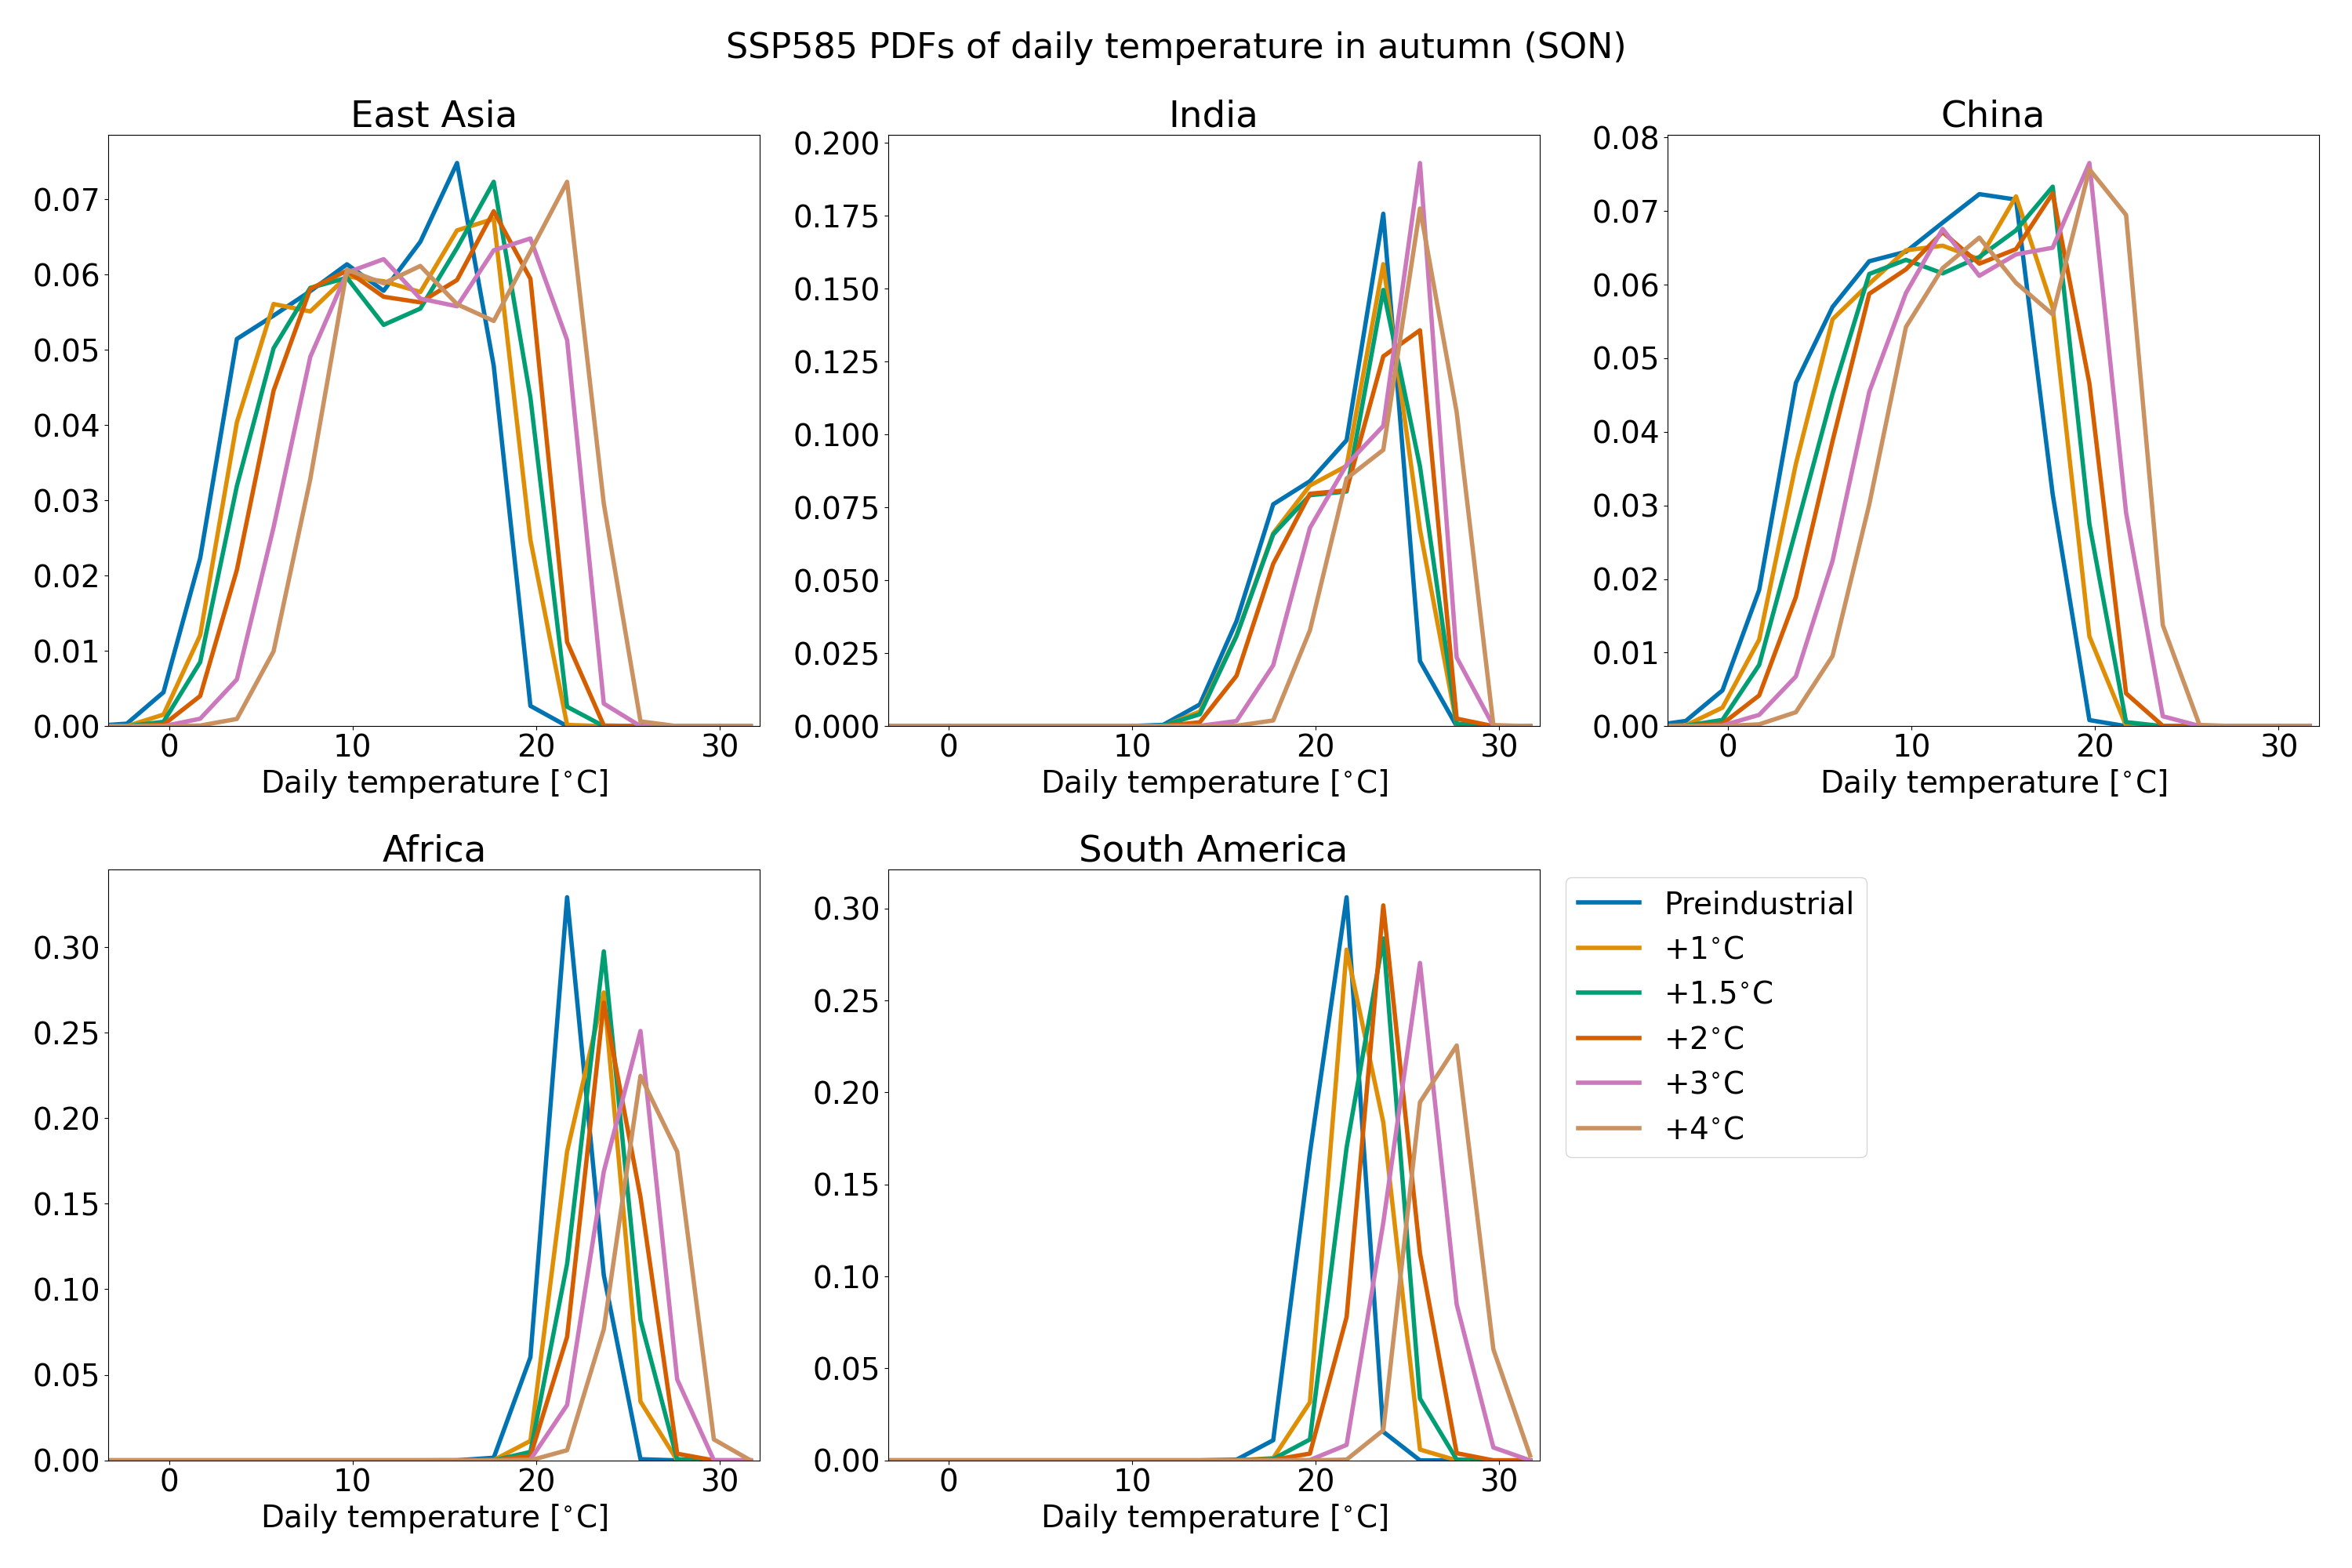 SSP585 PDFs of daily temperature in autumn (SON)
East Asia
0.07
0.06
0.05
0.04
0.03
0.02
0.01
0.00
0 10 20 30
Daily temperature [°C]
India
0.200
0.175
0.150
0.125
0.100
0.075
0.050
0.025
0.000
0 10 20 30
Daily temperature [°C]
China
0.08
0.07
0.06
0.05
0.04
0.03
0.02
0.01
0.00
0 10 20 30
Daily temperature [°C]
Africa
0.30
0.25
0.20
0.15
0.10
0.05
0.00
0 10 20 30
Daily temperature [°C]
South America
0.30
0.25
0.20
0.15
0.10
0.05
0.00
0 10 20 30
Daily temperature [°C]
Preindustrial
+1°C
+1.5°C
+2°C
+3°C
+4°C